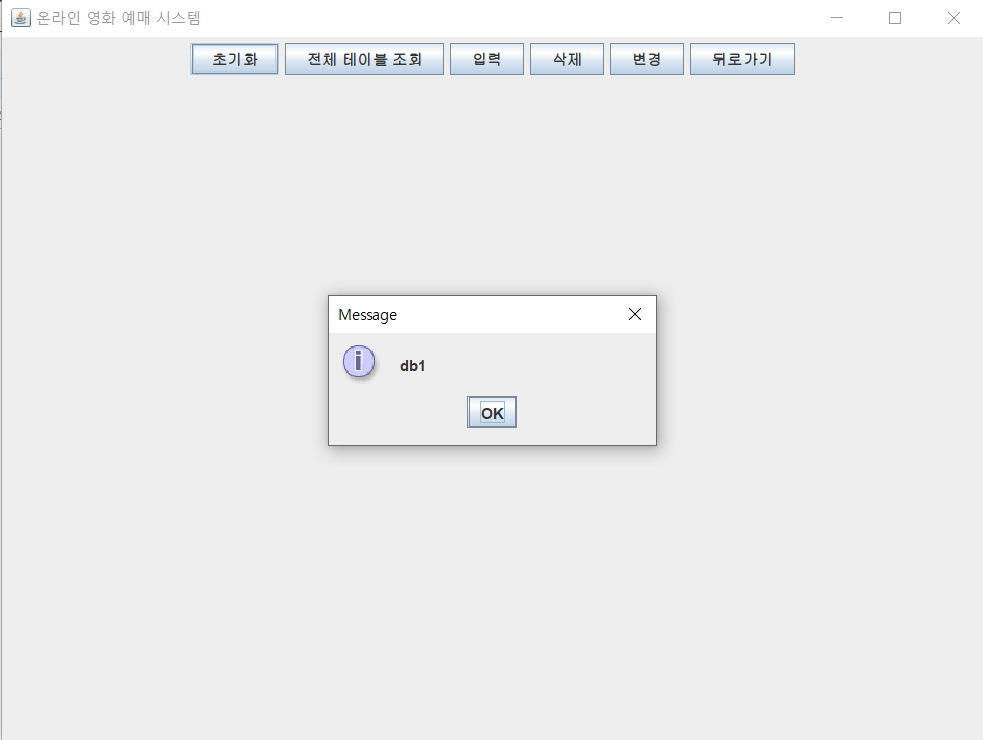 온라인 영화 예매 시스템
초기화 전체 테이블 조회 입력 삭제 변경 뒤로가기
Message
db1
OK